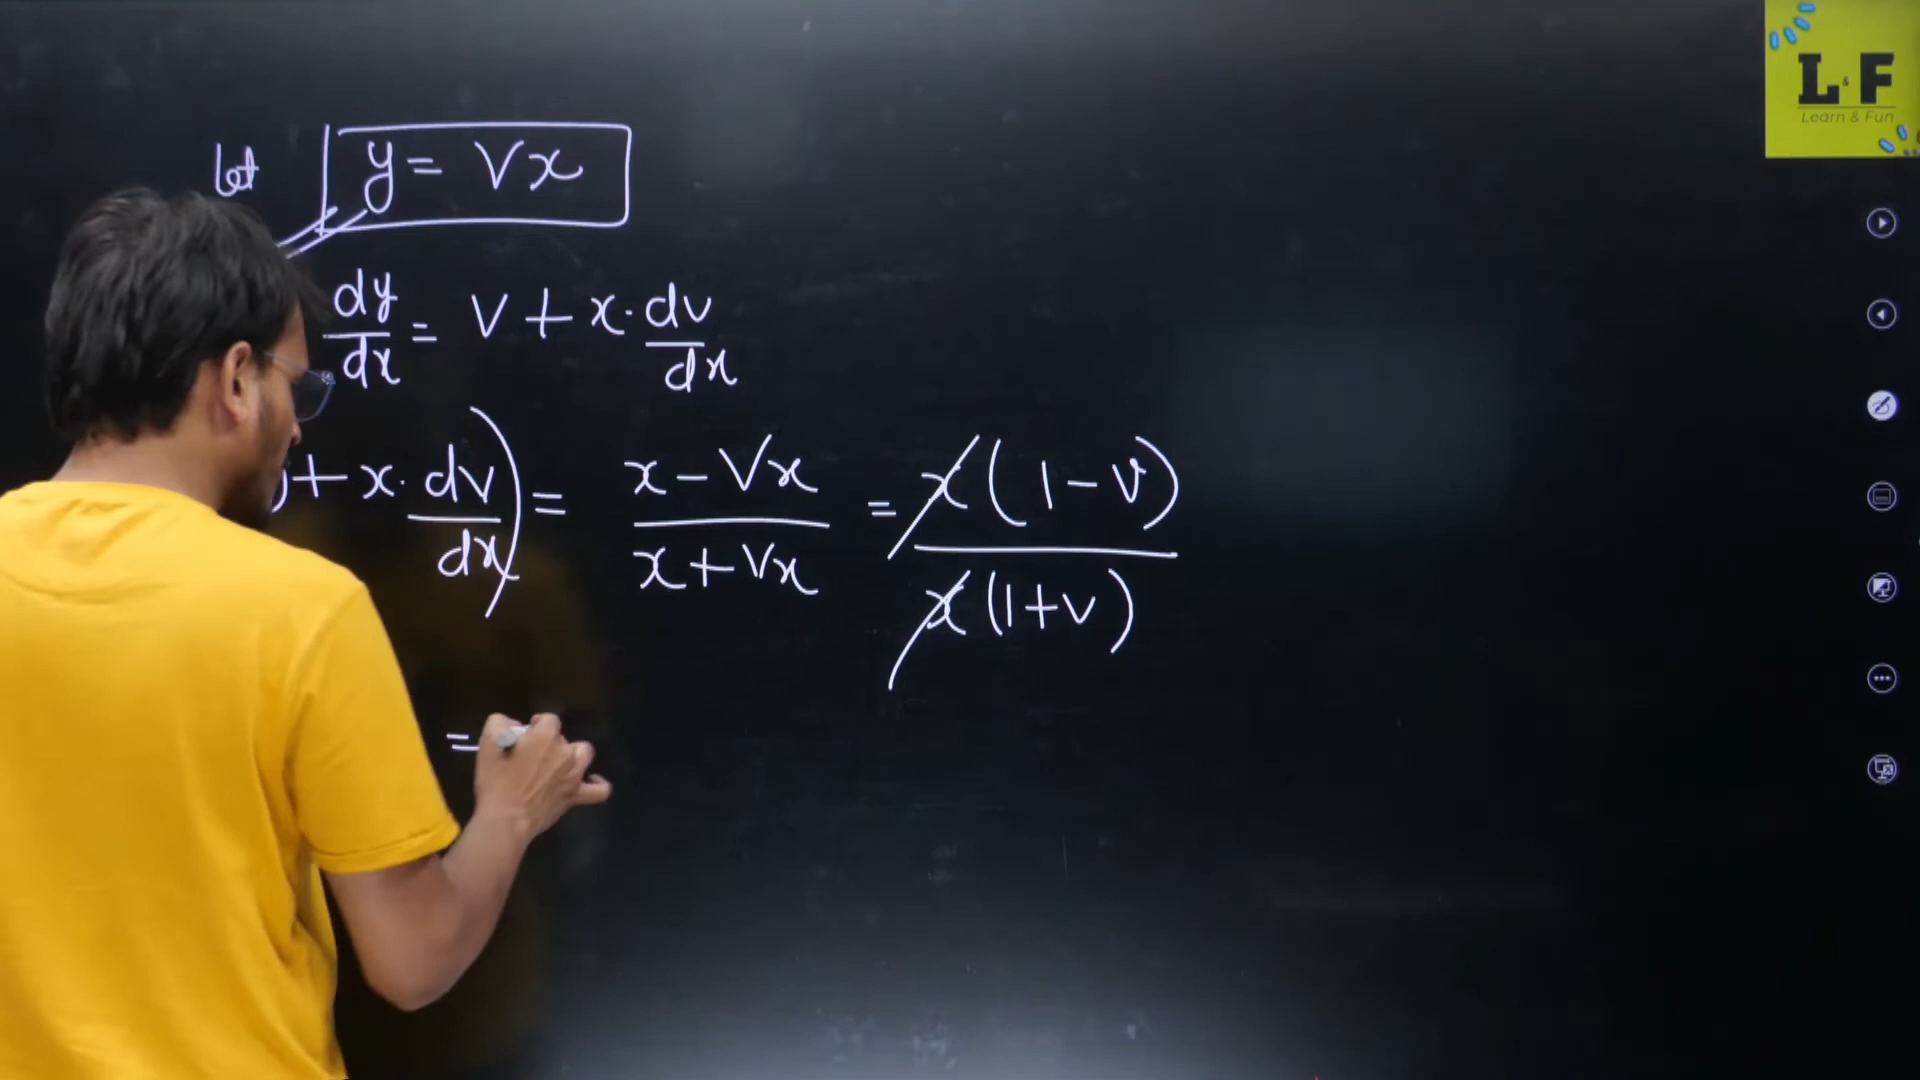 L&F
Learn & Fun
let y = Vx
dy/dx = V + x·dv/dx
+ x·dv/dx) = x-Vx/x+Vx = x(1-v)/x(1+v)
=